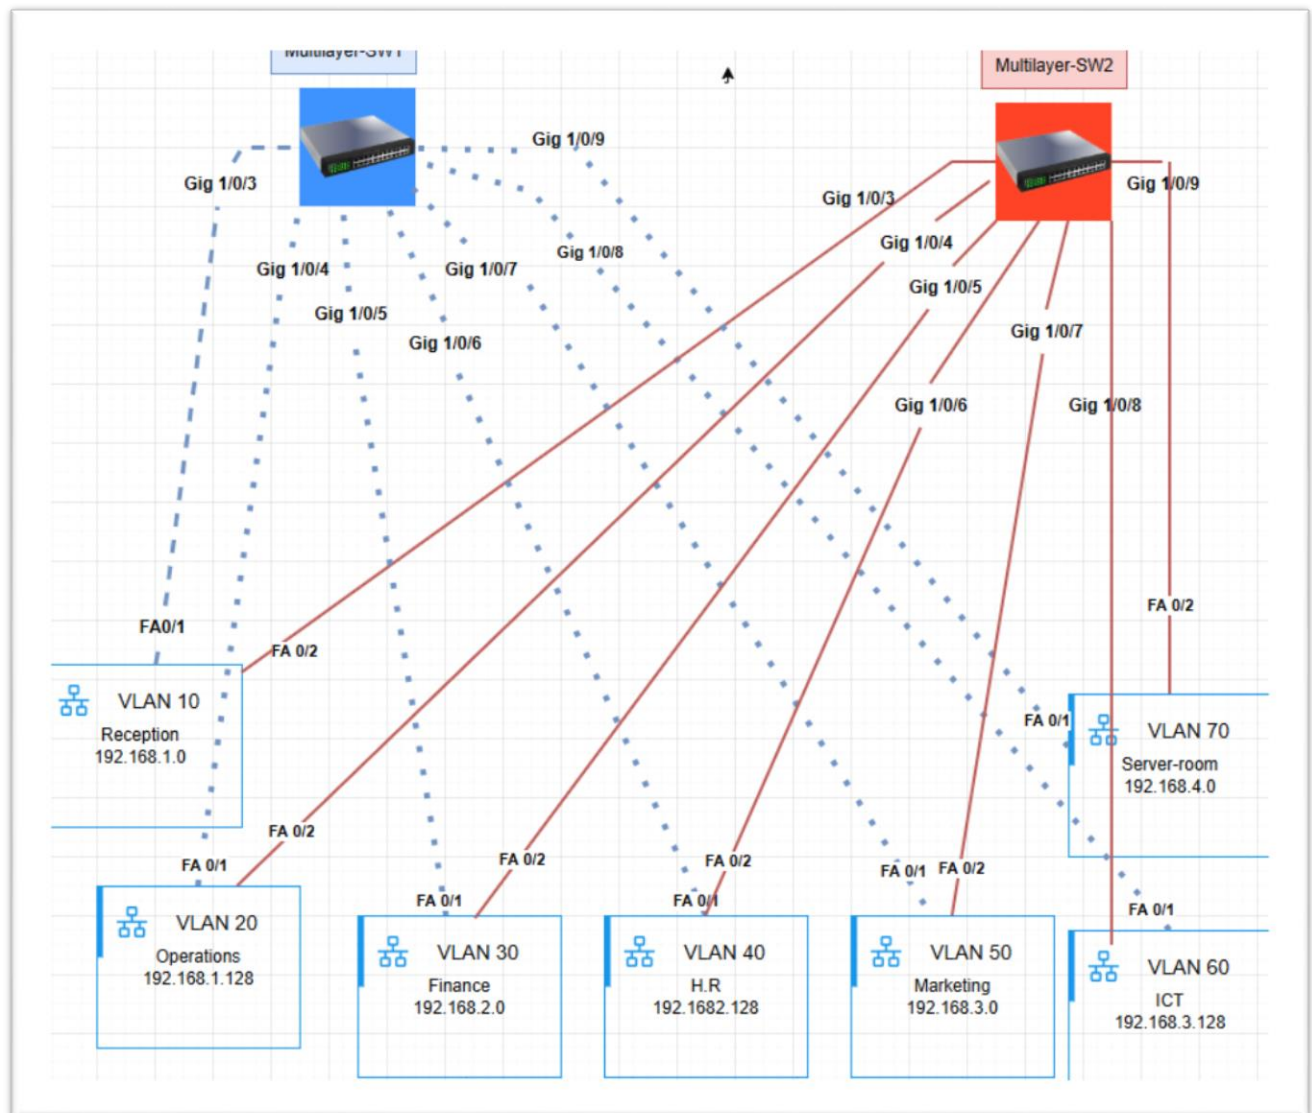 Multilayer-SW1
Multilayer-SW2
Gig 1/0/9
Gig 1/0/3
Gig 1/0/3
Gig 1/0/9
Gig 1/0/4
Gig 1/0/8
Gig 1/0/4
Gig 1/0/7
Gig 1/0/5
Gig 1/0/5
Gig 1/0/7
Gig 1/0/6
Gig 1/0/6
Gig 1/0/8
FA 0/2
FA0/1
FA 0/2
VLAN 10
Reception
192.168.1.0
FA 0/1
VLAN 70
Server-room
192.168.4.0
FA 0/2
FA 0/1
FA 0/2
FA 0/2
FA 0/1
FA 0/2
FA 0/1
FA 0/1
FA 0/1
VLAN 20
Operations
192.168.1.128
VLAN 30
Finance
192.168.2.0
VLAN 40
H.R
192.1682.128
VLAN 50
Marketing
192.168.3.0
VLAN 60
ICT
192.168.3.128